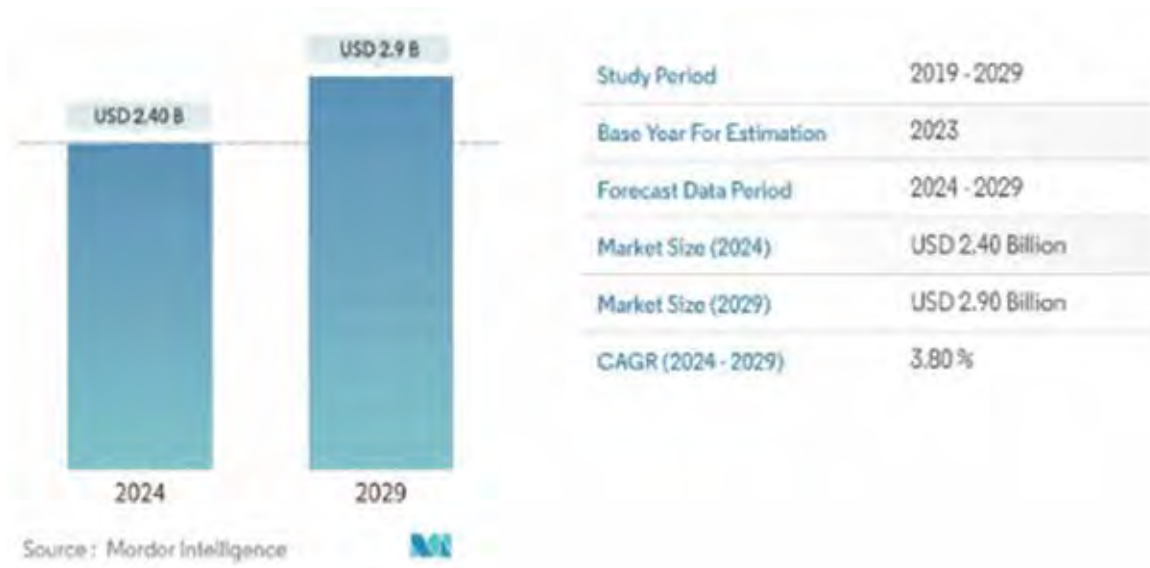 USD 2.40 B
USD 2.9 B
2024
2029
Source : Mordor Intelligence
Study Period 2019 - 2029
Base Year For Estimation 2023
Forecast Data Period 2024 - 2029
Market Size (2024) USD 2.40 Billion
Market Size (2029) USD 2.90 Billion
CAGR (2024 - 2029) 3.80 %